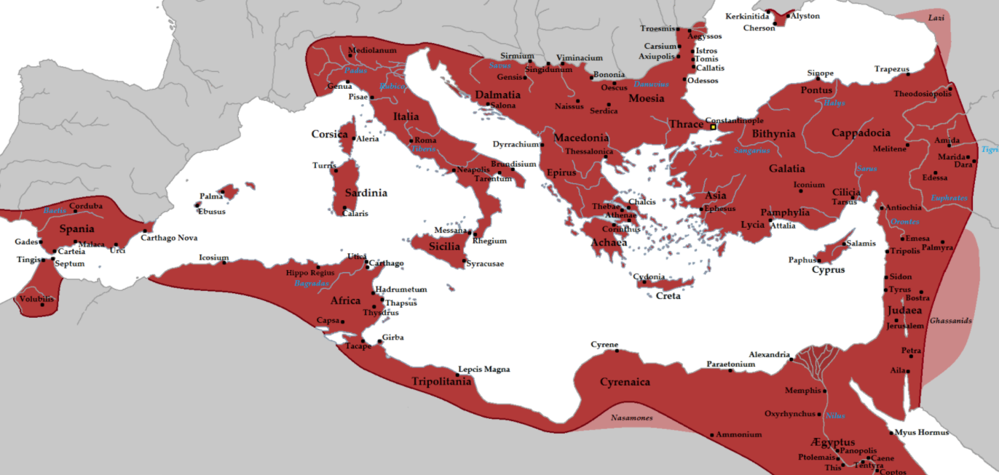 Kerkinitida
Alyston
Lazi
Cherson
Troesmis
Aegyssos
Carsium
Istros
Axiupolis
Tomis
Callatis
Odessos
Mediolanum
Padus
Genua
Rubico
Pisae
Sirmium
Viminacium
Savus
Singidunum
Gensis
Bononia
Oescus
Danuvius
Dalmatia
Moesia
Salona
Naissus
Serdica
Sinope
Trapezus
Pontus
Theodosiopolis
Halys
Italia
Corsica
Aleria
Roma
Tiberis
Thrace
Constantinople
Bithynia
Cappadocia
Macedonia
Dyrrachium
Thessalonica
Sangarius
Melitene
Amida
Tigri
Marida
Dara
Turris
Neapolis
Brundisium
Tarentum
Epirus
Galatia
Sarus
Edessa
Iconium
Palma
Ebusus
Sardinia
Calaris
Thebae
Chalcis
Athenae
Corinthus
Achaea
Asia
Ephesus
Cilicia
Tarsus
Euphrates
Antiochia
Pamphylia
Lycia
Attalia
Orontes
Baetis
Corduba
Spania
Gades
Malaca
Carteia
Urci
Carthago Nova
Tingis
Septum
Volubilis
Messana
Rhegium
Sicilia
Syracusae
Salamis
Paphus
Cyprus
Emesa
Palmyra
Tripolis
Icosium
Utica
Carthago
Hippo Regius
Bagradas
Hadrumetum
Africa
Thapsus
Thysdrus
Capsa
Girba
Tacape
Cydonia
Creta
Sidon
Tyrus
Bostra
Judaea
Jerusalem
Ghassanids
Petra
Aila
Lepcis Magna
Tripolitania
Cyrene
Cyrenaica
Paraetonium
Alexandria
Memphis
Nasamones
Oxyrhynchus
Nilus
Ammonium
Myus Hormus
Ægyptus
Panopolis
Ptolemais
Caene
This
Tentyra
Coptos